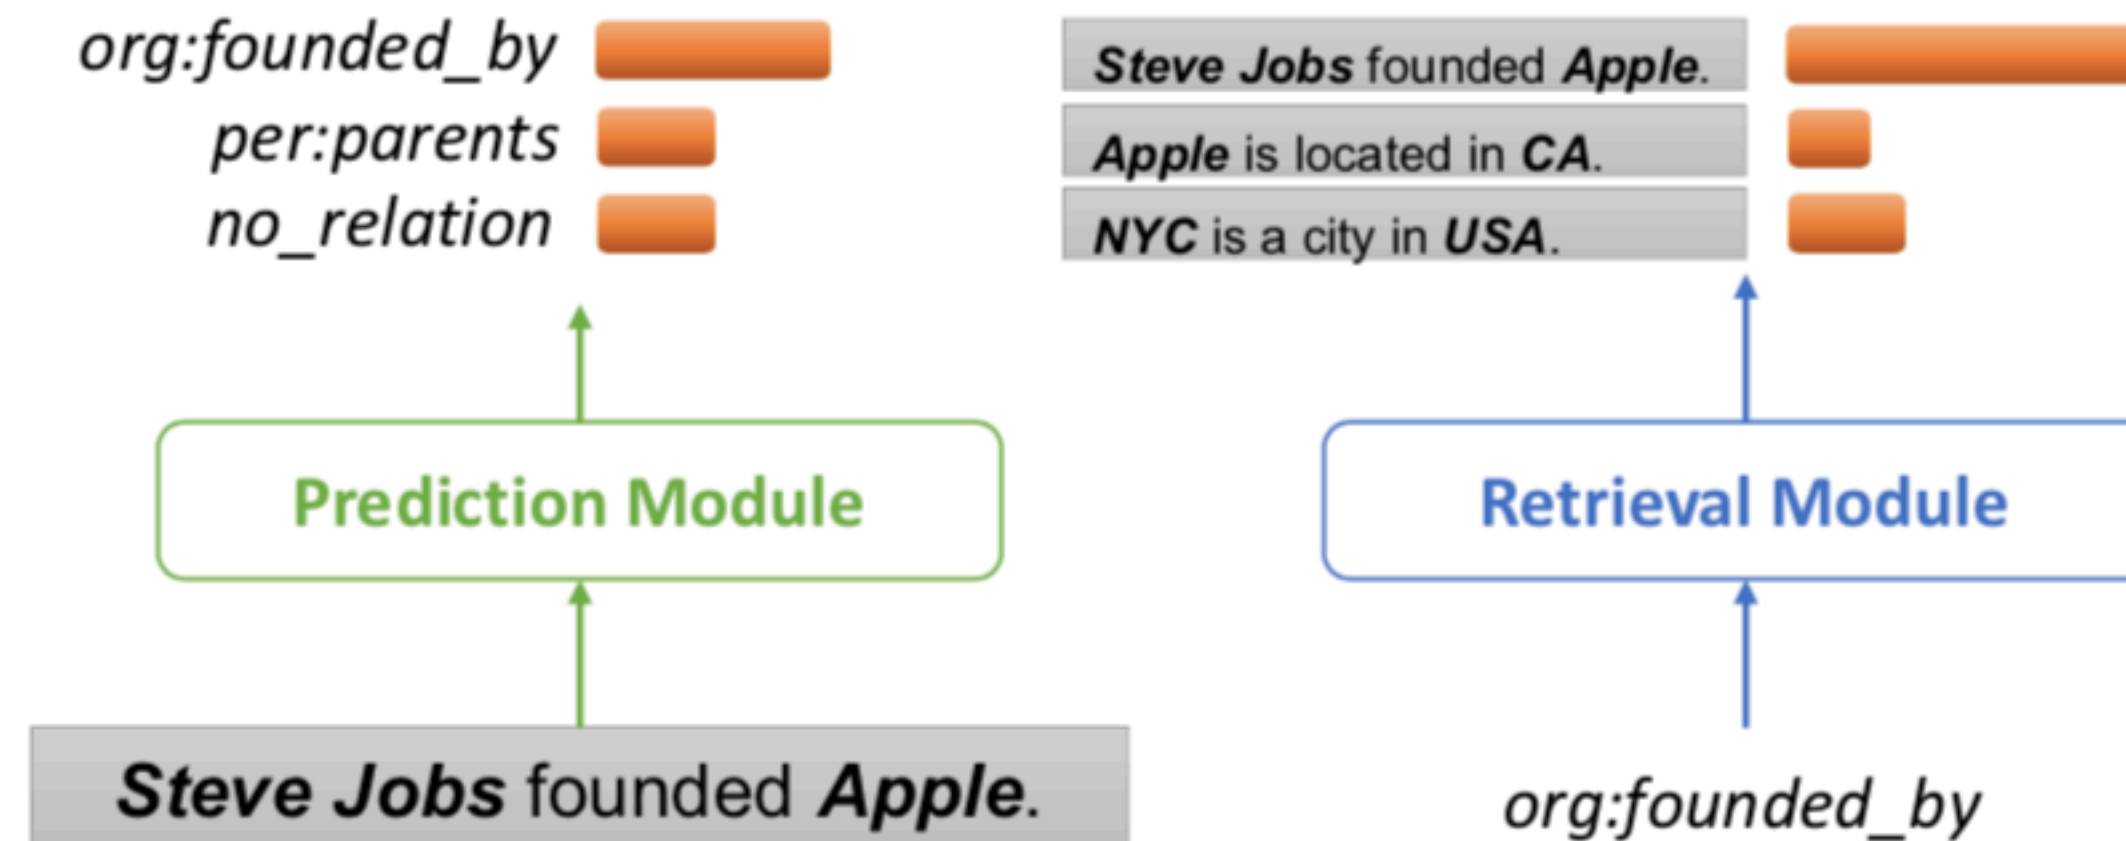 org:founded_by
per:parents
no_relation
Prediction Module
Steve Jobs founded Apple.
Steve Jobs founded Apple.
Apple is located in CA.
NYC is a city in USA.
Retrieval Module
org:founded_by